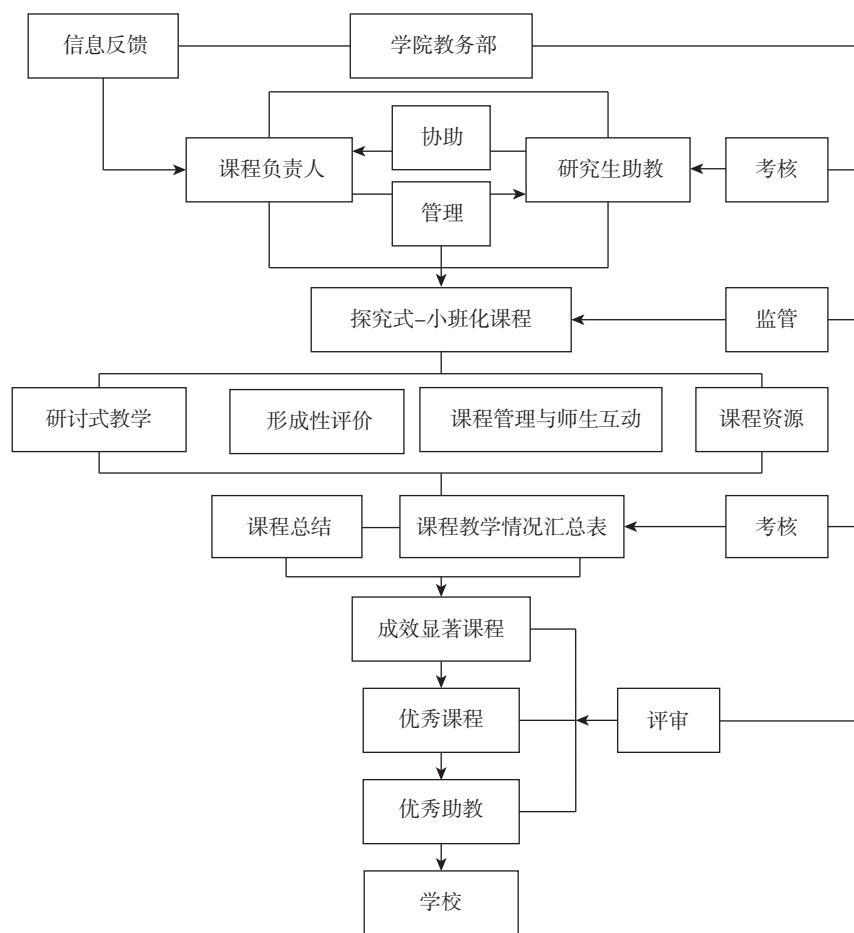 信息反馈
学院教务部
协助
课程负责人
研究生助教
考核
管理
探究式-小班化课程
监管
研讨式教学
形成性评价
课程管理与师生互动
课程资源
课程总结
课程教学情况汇总表
考核
成效显著课程
优秀课程
评审
优秀助教
学校